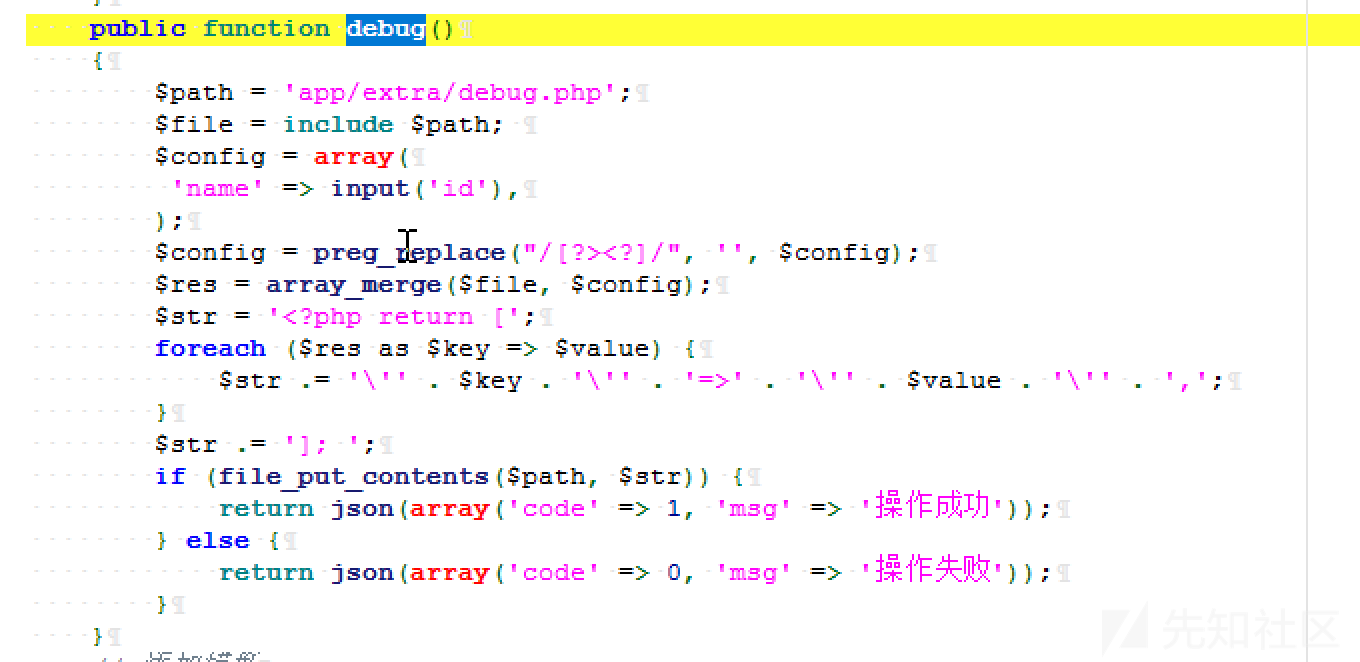 public function debug()
{
$path = 'app/extra/debug.php';
$file = include $path;
$config = array(
'name' => input('id'),
);
$config = preg_replace("/[?><?]/", '', $config);
$res = array_merge($file, $config);
$str = '<?php return [';
foreach ($res as $key => $value) {
$str .= '\'' . $key . '\'' . '=>' . '\'' . $value . '\'' . ',';
}
$str .= ']; ';
if (file_put_contents($path, $str)) {
return json(array('code' => 1, 'msg' => '操作成功'));
} else {
return json(array('code' => 0, 'msg' => '操作失败'));
}
}
先知社区